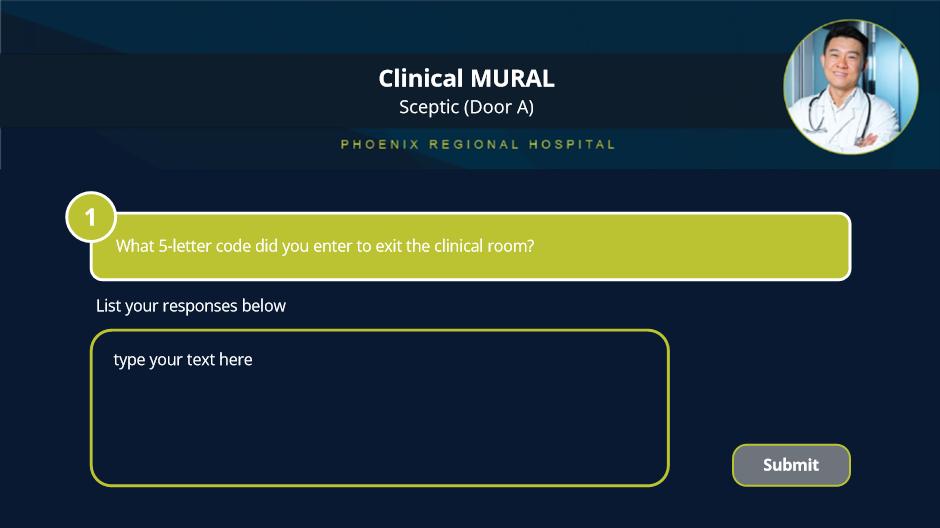 Clinical MURAL
Sceptic (Door A)
PHOENIX REGIONAL HOSPITAL
1
What 5-letter code did you enter to exit the clinical room?
List your responses below
type your text here
Submit